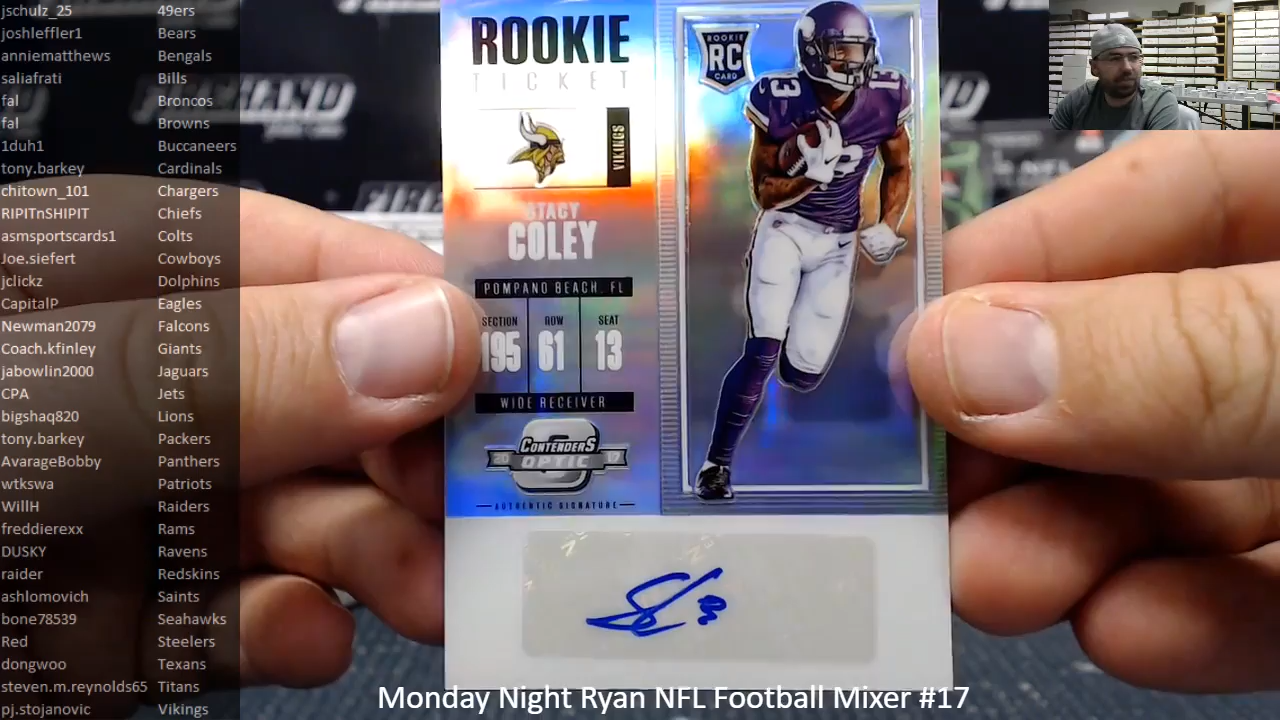 jschulz_25 49ers
joshleffler1 Bears
anniematthews Bengals
saliafrati Bills
fal Broncos
fal Browns
1duh1 Buccaneers
tony.barkey Cardinals
chitown_101 Chargers
RIPITnSHIPIT Chiefs
asmsportscards1 Colts
Joe.siefert Cowboys
jclickz Dolphins
CapitalP Eagles
Newman2079 Falcons
Coach.kfinley Giants
jabowlin2000 Jaguars
CPA Jets
bigshaq820 Lions
tony.barkey Packers
AvarageBobby Panthers
wtkswa Patriots
WillH Raiders
freddierexx Rams
DUSKY Ravens
raider Redskins
ashlomovich Saints
bone78539 Seahawks
Red Steelers
dongwoo Texans
steven.m.reynolds65 Titans
pj.stojanovic Vikings
ROOKIE
TICKET
VIKINGS
STACY
COLEY
POMPANO BEACH, FL
SECTION ROW SEAT
195 61 13
WIDE RECEIVER
CONTENDERS
20 OPTIC 17
AUTHENTIC SIGNATURE
ROOKIE
RC
CARD
13
Monday Night Ryan NFL Football Mixer #17